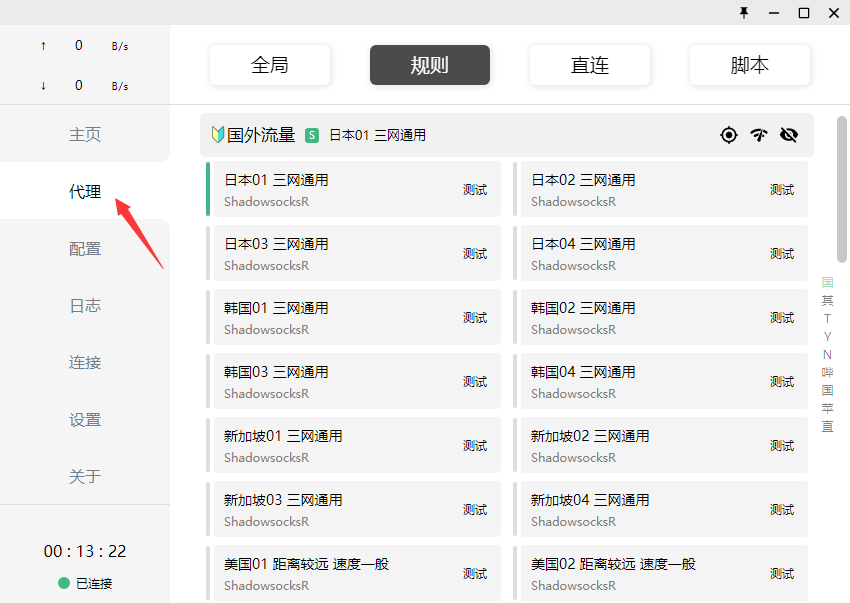 ↑ 0 B/s
↓ 0 B/s
主页
代理
配置
日志
连接
设置
关于
00 : 13 : 22
已连接
全局
规则
直连
脚本
国外流量 S 日本01 三网通用
日本01 三网通用
ShadowsocksR
测试
日本02 三网通用
ShadowsocksR
测试
日本03 三网通用
ShadowsocksR
测试
日本04 三网通用
ShadowsocksR
测试
韩国01 三网通用
ShadowsocksR
测试
韩国02 三网通用
ShadowsocksR
测试
韩国03 三网通用
ShadowsocksR
测试
韩国04 三网通用
ShadowsocksR
测试
新加坡01 三网通用
ShadowsocksR
测试
新加坡02 三网通用
ShadowsocksR
测试
新加坡03 三网通用
ShadowsocksR
测试
新加坡04 三网通用
ShadowsocksR
测试
美国01 距离较远 速度一般
ShadowsocksR
测试
美国02 距离较远 速度一般
ShadowsocksR
测试
国
其
T
Y
N
哔
国
苹
直